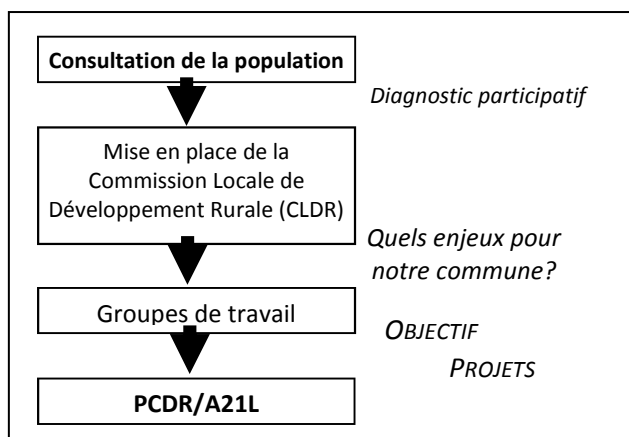 Consultation de la population
Diagnostic participatif
Mise en place de la
Commission Locale de
Développement Rurale (CLDR)
Quels enjeux pour
notre commune?
Groupes de travail
OBJECTIF
PROJETS
PCDR/A21L